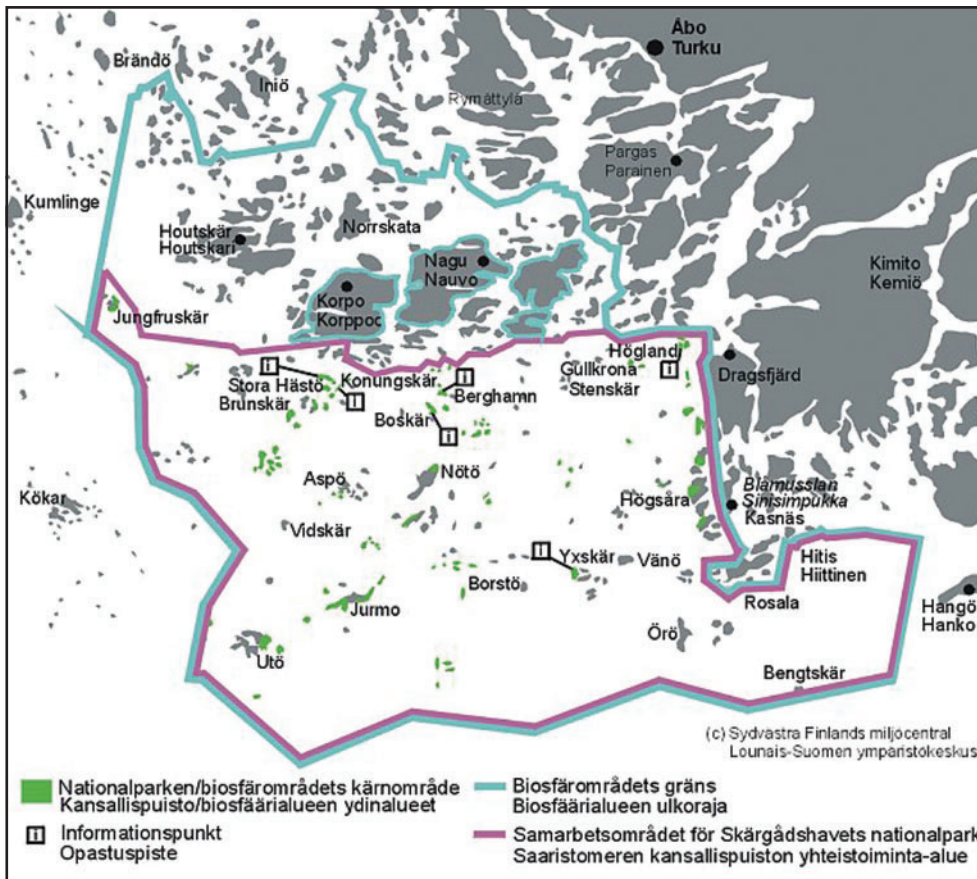 Åbo
Turku
Brändö
Iniö
Rymättylä
Pargas
Parainen
Kumlinge
Houtskär
Houtskari
Norrskata
Nagu
Nauvo
Kimito
Kemiö
Korpo
Korppoo
Jungfruskär
Högland
Gullkrona
Stenskär
Dragsfjärd
i
Stora Hästö
Brunskär
Konungskär
i
Berghamn
i
i
Boskär
i
Nötö
Aspö
Kökar
Högsåra
Blåmusslan
Sinisimpukka
Kasnäs
Vidskär
i
Yxskär
Vänö
Hitis
Hiittinen
Borstö
Jurmo
Rosala
Hangö
Hanko
Örö
Utö
Bengtskär
(c) Sydvästra Finlands miljöcentral
Lounais-Suomen ympäristökeskus
Nationalparken/biosfärområdets kärnområde
Kansallispuisto/biosfäärialueen ydinalueet
i Informationspunkt
Opastuspiste
Biosfärområdets gräns
Biosfäärialueen ulkoraja
Samarbetsområdet för Skärgådshavets nationalpark
Saaristomeren kansallispuiston yhteistoiminta-alue